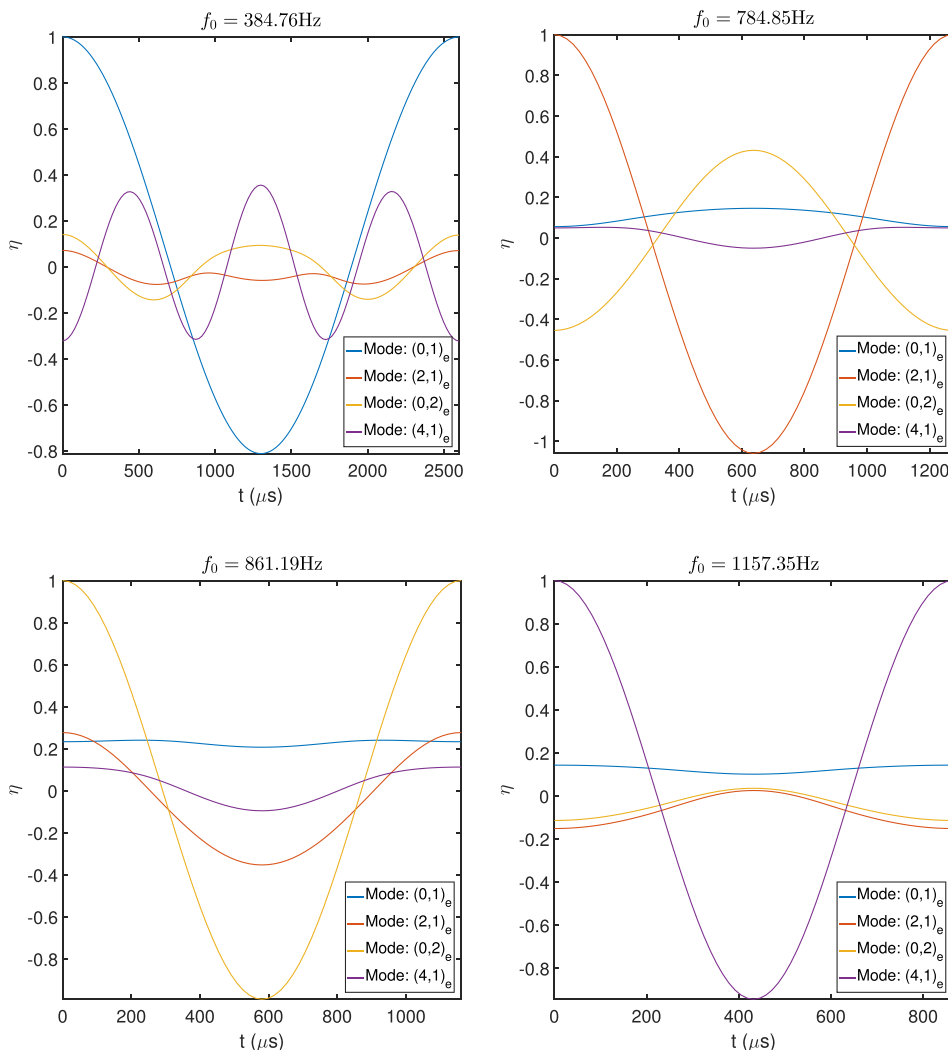 f₀ = 384.76Hz
1
0.8
0.6
0.4
0.2
0
-0.2
-0.4
-0.6
-0.8
η
0 500 1000 1500 2000 2500
t (μs)
Mode: (0,1)ₑ
Mode: (2,1)ₑ
Mode: (0,2)ₑ
Mode: (4,1)ₑ
f₀ = 784.85Hz
1
0.8
0.6
0.4
0.2
0
-0.2
-0.4
-0.6
-0.8
-1
η
0 200 400 600 800 1000 1200
t (μs)
Mode: (0,1)ₑ
Mode: (2,1)ₑ
Mode: (0,2)ₑ
Mode: (4,1)ₑ
f₀ = 861.19Hz
1
0.8
0.6
0.4
0.2
0
-0.2
-0.4
-0.6
-0.8
η
0 200 400 600 800 1000
t (μs)
Mode: (0,1)ₑ
Mode: (2,1)ₑ
Mode: (0,2)ₑ
Mode: (4,1)ₑ
f₀ = 1157.35Hz
1
0.8
0.6
0.4
0.2
0
-0.2
-0.4
-0.6
-0.8
η
0 200 400 600 800
t (μs)
Mode: (0,1)ₑ
Mode: (2,1)ₑ
Mode: (0,2)ₑ
Mode: (4,1)ₑ